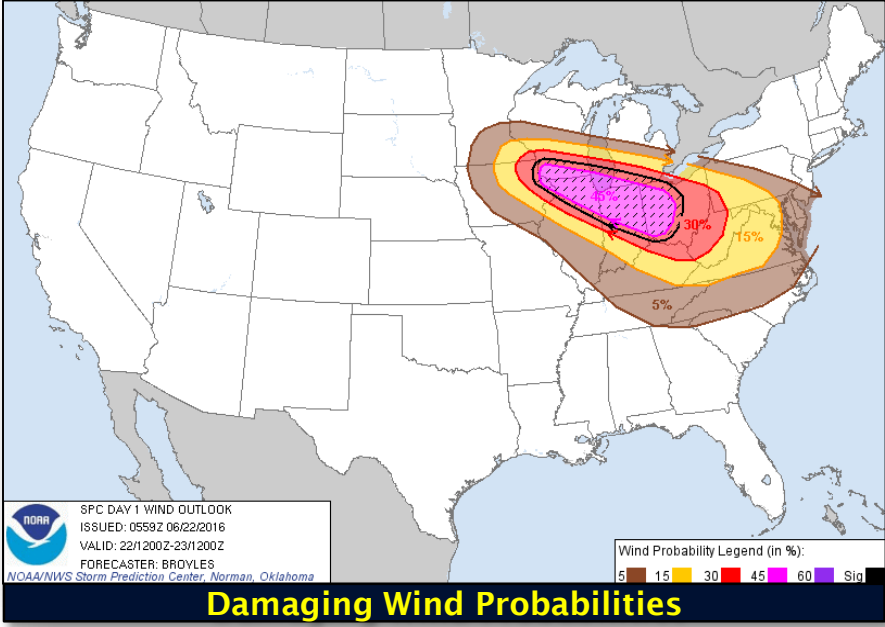 45%
30%
15%
5%
NOAA
SPC DAY 1 WIND OUTLOOK
ISSUED: 0559Z 06/22/2016
VALID: 22/1200Z-23/1200Z
FORECASTER: BROYLES
NOAA/NWS Storm Prediction Center, Norman, Oklahoma
Wind Probability Legend (in %):
5 15 30 45 60 Sig
Damaging Wind Probabilities